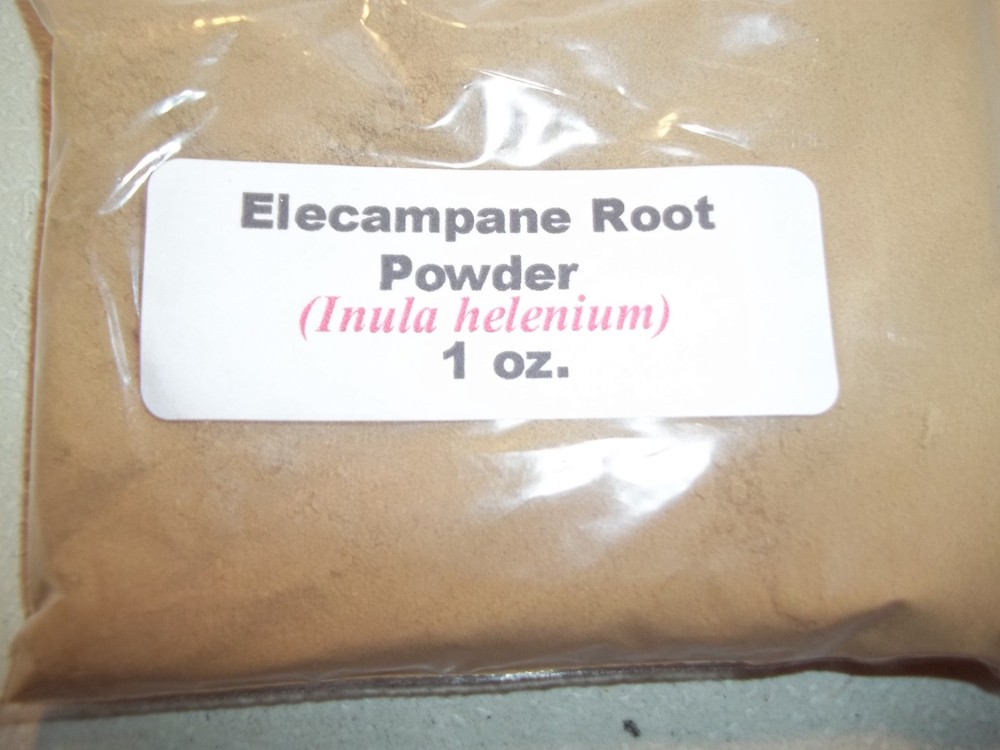 Elecampane Root
Powder
(Inula helenium)
1 oz.